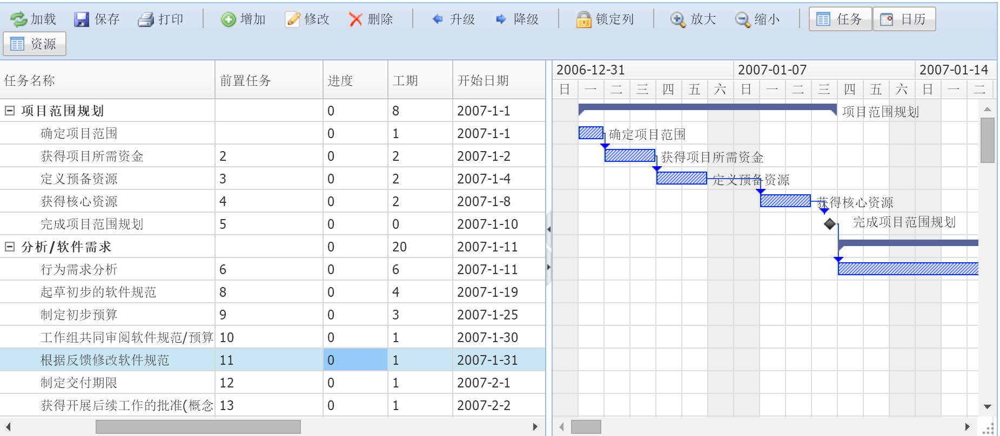 加载 保存 打印 增加 修改 删除 升级 降级 锁定列 放大 缩小 任务 日历
资源
任务名称 前置任务 进度 工期 开始日期
2006-12-31 2007-01-07 2007-01-14
日 一 二 三 四 五 六 日 一 二 三 四 五 六 日 一 二
项目范围规划 0 8 2007-1-1 项目范围规划
确定项目范围 0 1 2007-1-1 确定项目范围
获得项目所需资金 2 0 2 2007-1-2 获得项目所需资金
定义预备资源 3 0 2 2007-1-4 定义预备资源
获得核心资源 4 0 2 2007-1-8 获得核心资源
完成项目范围规划 5 0 0 2007-1-10 完成项目范围规划
分析/软件需求 0 20 2007-1-11
行为需求分析 6 0 6 2007-1-11
起草初步的软件规范 8 0 4 2007-1-19
制定初步预算 9 0 3 2007-1-25
工作组共同审阅软件规范/预算 10 0 1 2007-1-30
根据反馈修改软件规范 11 0 1 2007-1-31
制定交付期限 12 0 1 2007-2-1
获得开展后续工作的批准(概念 13 0 1 2007-2-2